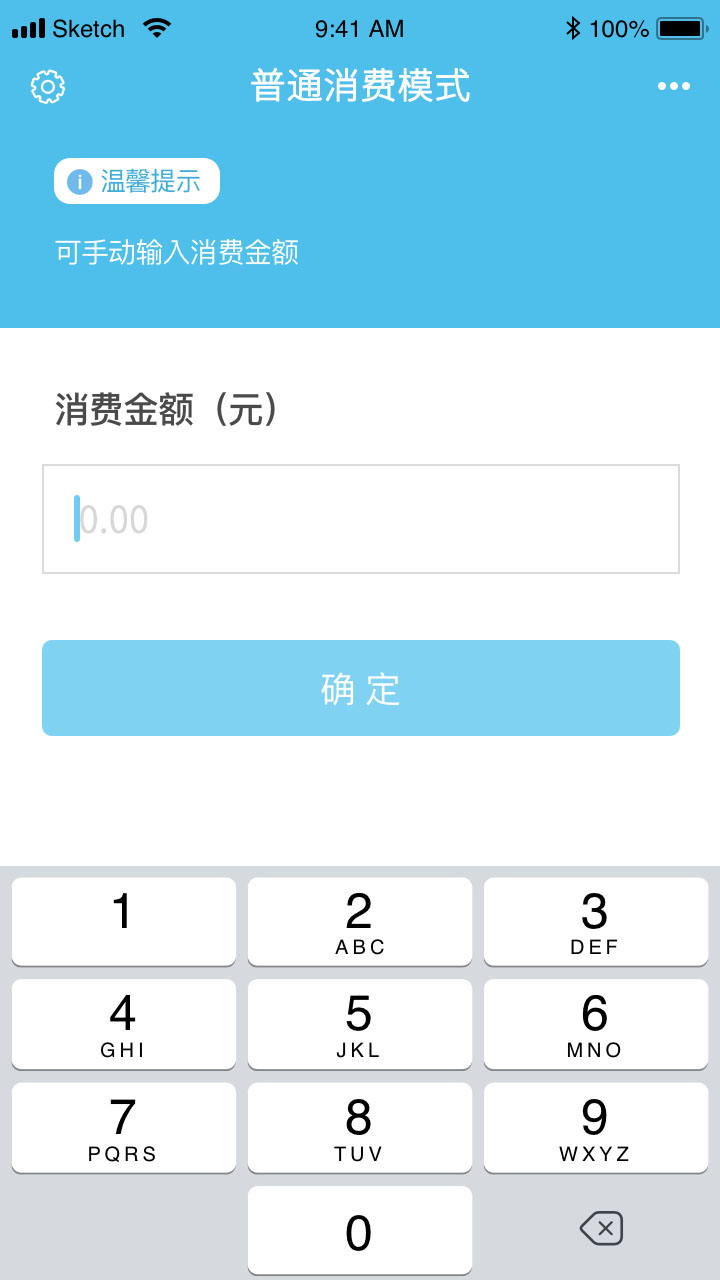 Sketch 9:41 AM 100%
普通消费模式
温馨提示
可手动输入消费金额
消费金额（元）
0.00
确 定
1 2 3
ABC DEF
4 5 6
GHI JKL MNO
7 8 9
PQRS TUV WXYZ
0